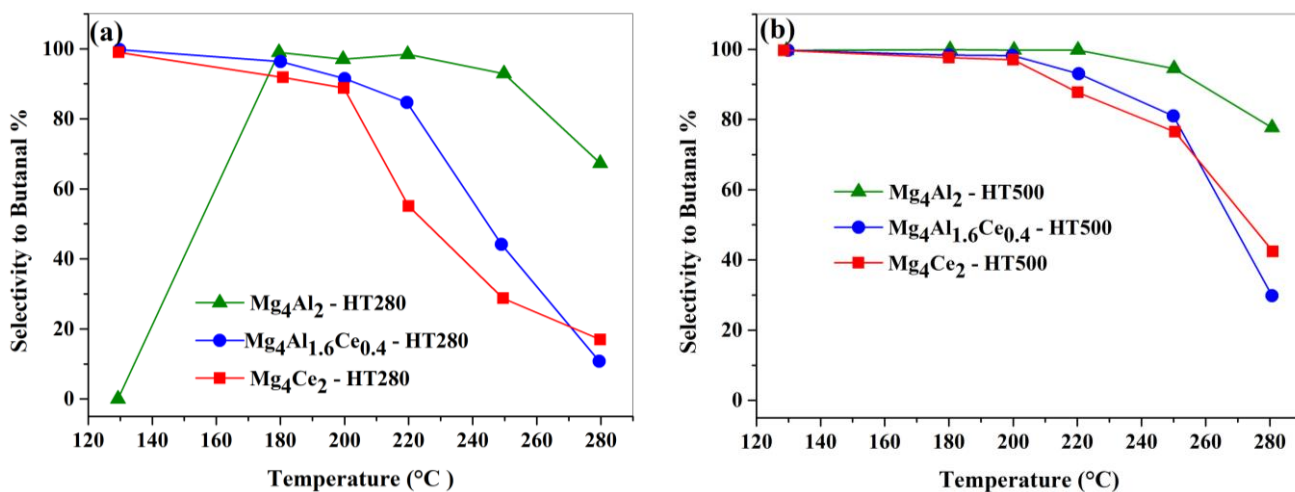 (a)
Selectivity to Butanal %
100
80
60
40
20
0
Mg4Al2 - HT280
Mg4Al1.6Ce0.4 - HT280
Mg4Ce2 - HT280
120 140 160 180 200 220 240 260 280
Temperature (°C )
(b)
Selectivity to Butanal %
100
80
60
40
20
0
Mg4Al2 - HT500
Mg4Al1.6Ce0.4 - HT500
Mg4Ce2 - HT500
120 140 160 180 200 220 240 260 280
Temperature (°C)